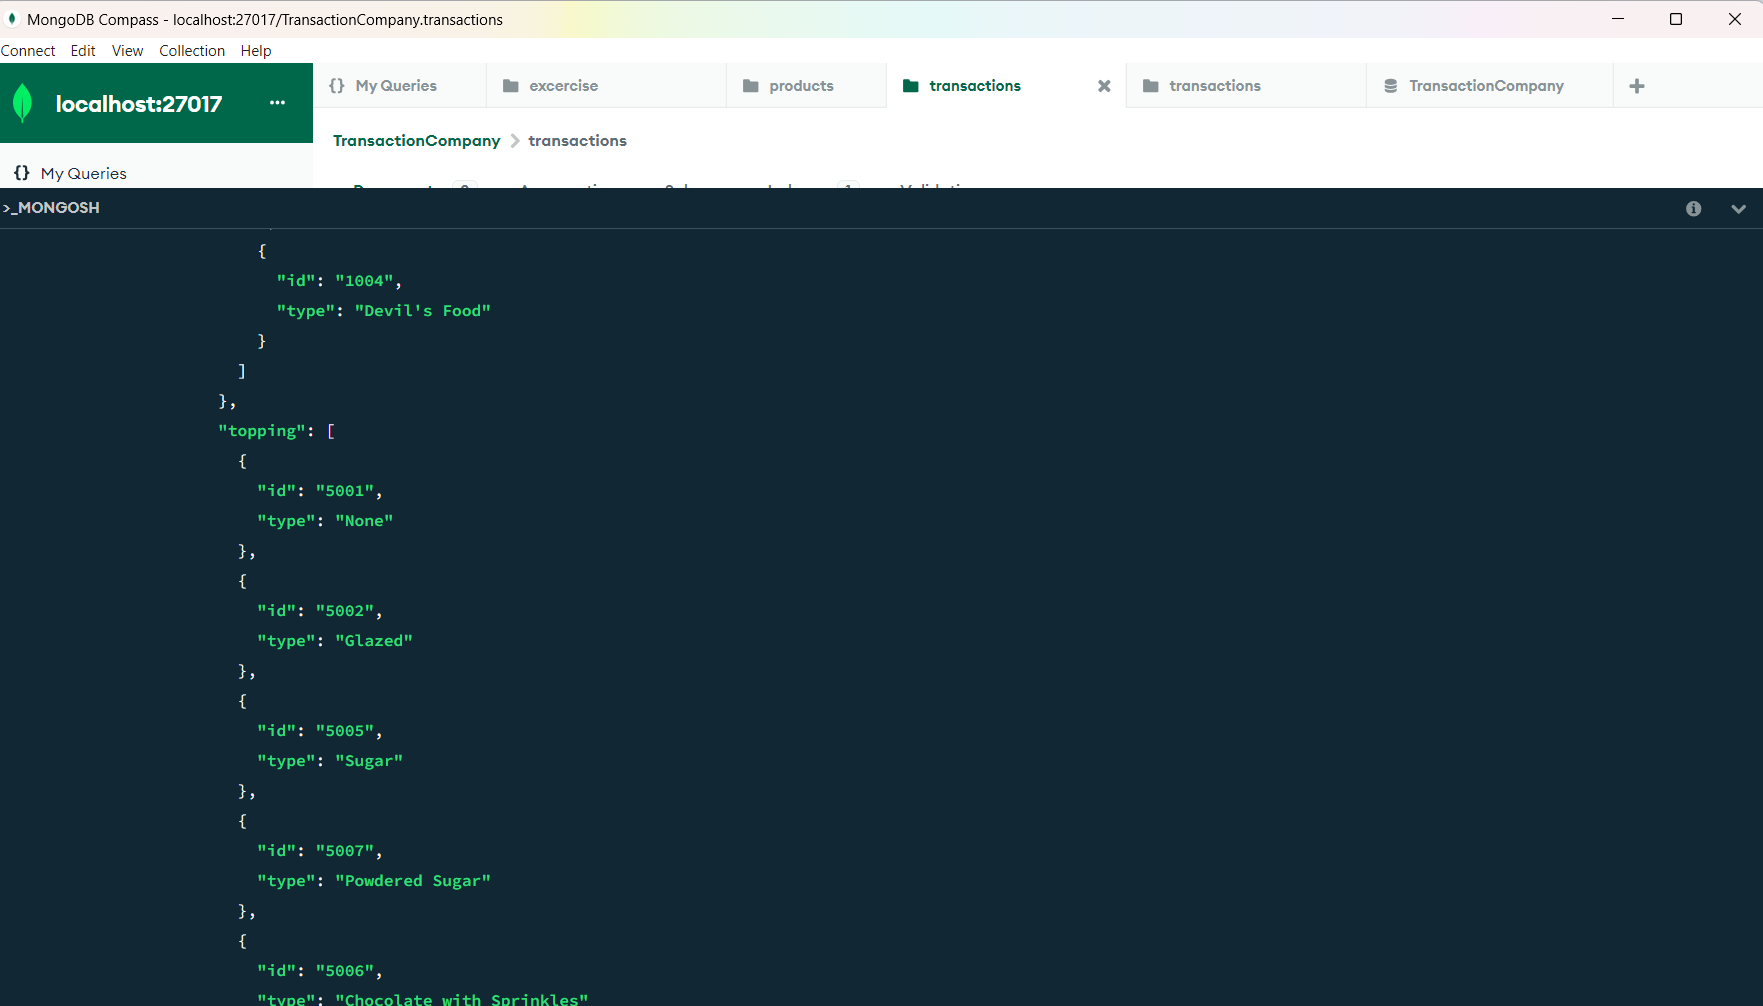 MongoDB Compass - localhost:27017/TransactionCompany.transactions
Connect Edit View Collection Help
localhost:27017 ...
{} My Queries excercise products transactions transactions TransactionCompany +
TransactionCompany > transactions
{} My Queries
>_MONGOSH
{
"id": "1004",
"type": "Devil's Food"
}
]
},
"topping": [
{
"id": "5001",
"type": "None"
},
{
"id": "5002",
"type": "Glazed"
},
{
"id": "5005",
"type": "Sugar"
},
{
"id": "5007",
"type": "Powdered Sugar"
},
{
"id": "5006",
"type": "Chocolate with Sprinkles"